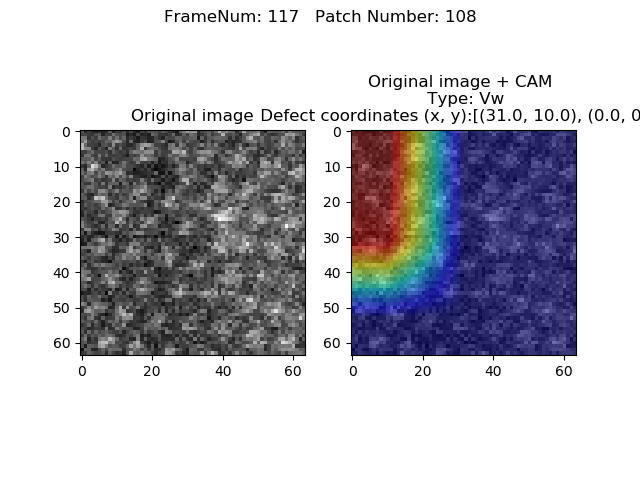 FrameNum: 117   Patch Number: 108
Original image + CAM
Type: Vw
Original image Defect coordinates (x, y):[(31.0, 10.0), (0.0, 0
0
10
20
30
40
50
60
0 20 40 60
0
10
20
30
40
50
60
0 20 40 60